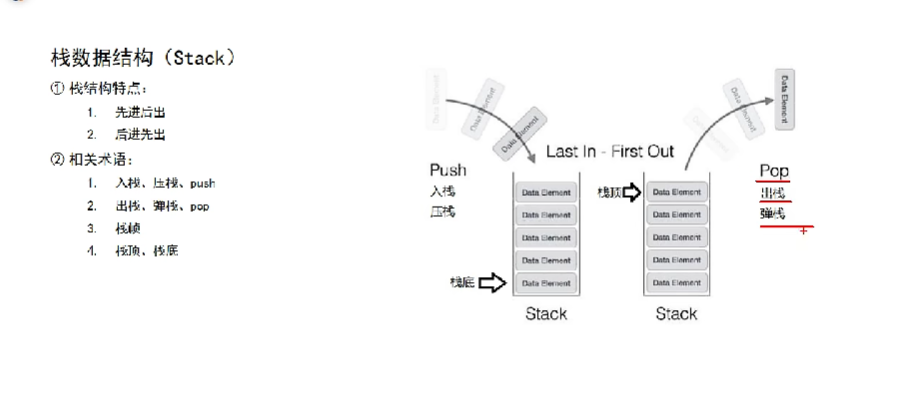 栈数据结构（Stack）
① 栈结构特点：
1. 先进后出
2. 后进先出
② 相关术语：
1. 入栈、压栈、push
2. 出栈、弹栈、pop
3. 栈帧
4. 栈顶、栈底
Data Element
Data Element
Data Element
Push
入栈
压栈
Last In - First Out
Data Element
Data Element
Data Element
Data Element
Data Element
栈底
Stack
栈顶
Data Element
Data Element
Data Element
Data Element
Data Element
Stack
Data Element
Data Element
Pop
出栈
弹栈